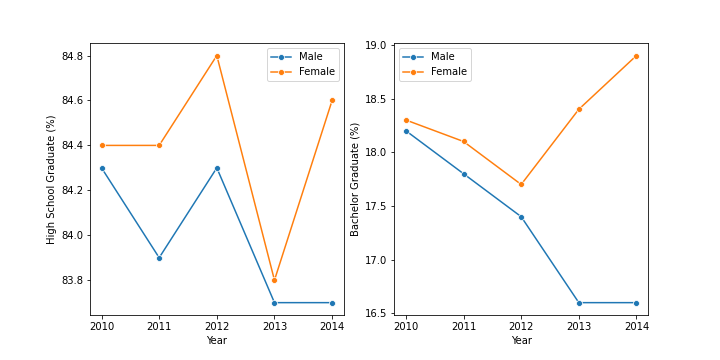 High School Graduate (%)
84.8
84.6
84.4
84.2
84.0
83.8
Male
Female
2010 2011 2012 2013 2014
Year
Bachelor Graduate (%)
19.0
18.5
18.0
17.5
17.0
16.5
Male
Female
2010 2011 2012 2013 2014
Year